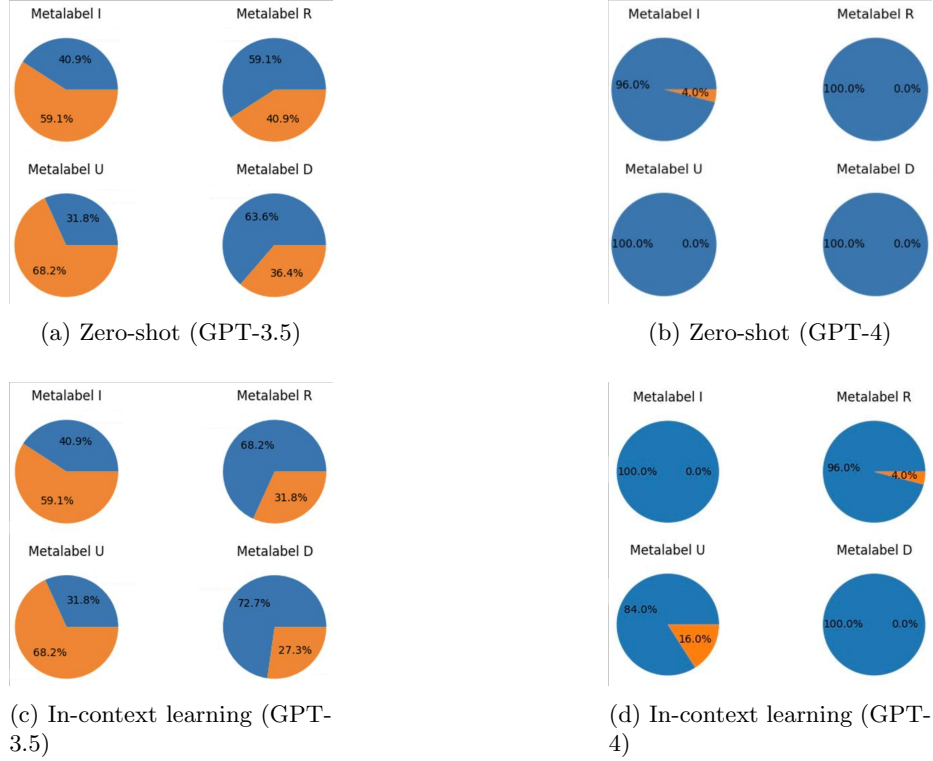 Metalabel I
Metalabel R
40.9%
59.1%
59.1%
40.9%
Metalabel U
Metalabel D
31.8%
68.2%
63.6%
36.4%
(a) Zero-shot (GPT-3.5)
Metalabel I
Metalabel R
96.0%
4.0%
100.0%
0.0%
Metalabel U
Metalabel D
100.0%
0.0%
100.0%
0.0%
(b) Zero-shot (GPT-4)
Metalabel I
Metalabel R
40.9%
59.1%
68.2%
31.8%
Metalabel U
Metalabel D
31.8%
68.2%
72.7%
27.3%
(c) In-context learning (GPT-
3.5)
Metalabel I
Metalabel R
100.0%
0.0%
96.0%
4.0%
Metalabel U
Metalabel D
84.0%
16.0%
100.0%
0.0%
(d) In-context learning (GPT-
4)